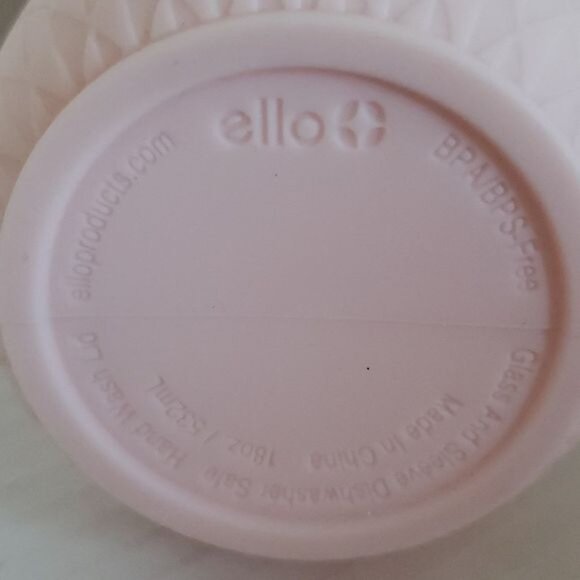 ello
elloproducts.com
BPA/BPS-Free
Glass And Sleeve Dishwasher Safe Hand Wash Lid
Made In China 18oz / 532mL